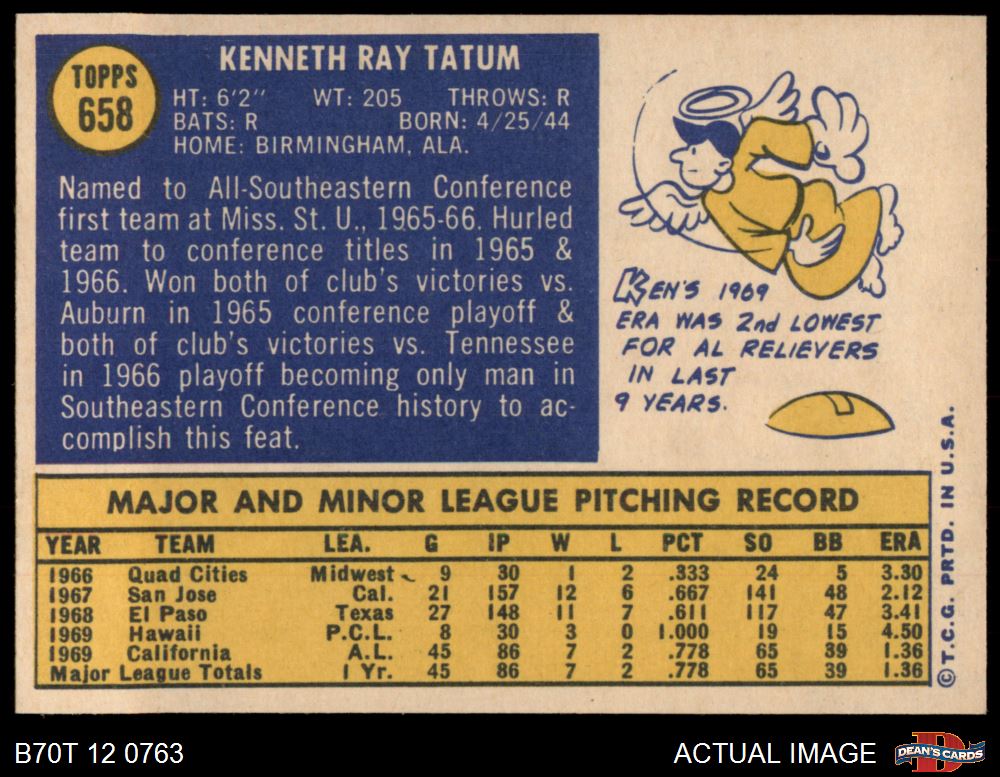 TOPPS
658
KENNETH RAY TATUM
HT: 6'2" WT: 205 THROWS: R
BATS: R BORN: 4/25/44
HOME: BIRMINGHAM, ALA.
Named to All-Southeastern Conference
first team at Miss. St. U., 1965-66. Hurled
team to conference titles in 1965 &
1966. Won both of club's victories vs.
Auburn in 1965 conference playoff &
both of club's victories vs. Tennessee
in 1966 playoff becoming only man in
Southeastern Conference history to ac-
complish this feat.
KEN'S 1969
ERA WAS 2nd LOWEST
FOR AL RELIEVERS
IN LAST
9 YEARS.
MAJOR AND MINOR LEAGUE PITCHING RECORD
YEAR TEAM LEA. G IP W L PCT SO BB ERA
1966 Quad Cities Midwest 9 30 1 2 .333 24 5 3.30
1967 San Jose Cal. 21 157 12 6 .667 141 48 2.12
1968 El Paso Texas 27 148 11 7 .611 117 47 3.41
1969 Hawaii P.C.L. 8 30 3 0 1.000 19 15 4.50
1969 California A.L. 45 86 7 2 .778 65 39 1.36
Major League Totals 1 Yr. 45 86 7 2 .778 65 39 1.36
©T.C.G. PRTD. IN U.S.A.
B70T 12 0763
ACTUAL IMAGE
D
DEAN'S CARDS